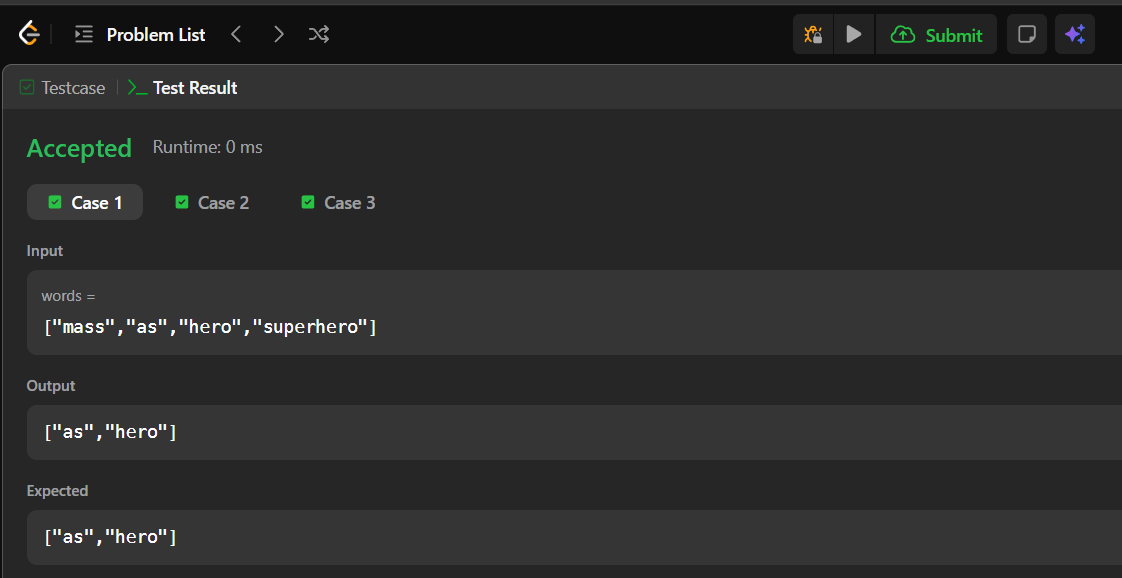 Problem List
Submit
Testcase
Test Result
Accepted Runtime: 0 ms
Case 1 Case 2 Case 3
Input
words =
["mass","as","hero","superhero"]
Output
["as","hero"]
Expected
["as","hero"]